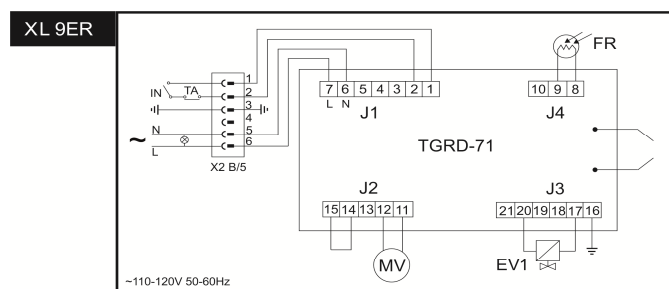 XL 9ER
FR
1
2
3
4
5
6
IN
TA
N
L
~
X2 B/5
7 6 5 4 3 2 1
L N
J1
10 9 8
J4
TGRD-71
J2
15 14 13 12 11
J3
21 20 19 18 17 16
MV
EV1
~110-120V 50-60Hz